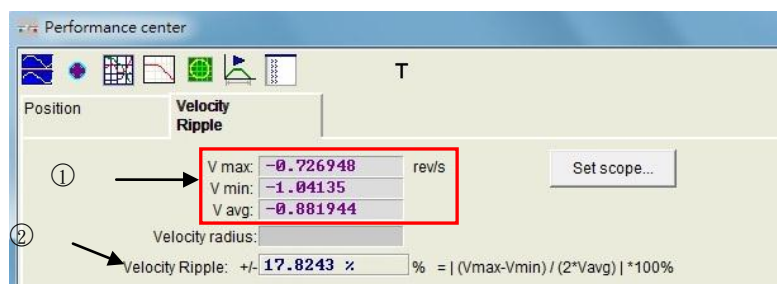 Performance center
T
Position
Velocity
Ripple
① V max: -0.726948 rev/s Set scope...
V min: -1.04135
V avg: -0.881944
② Velocity radius:
Velocity Ripple: +/- 17.8243 % % = | (Vmax-Vmin) / (2*Vavg) | *100%